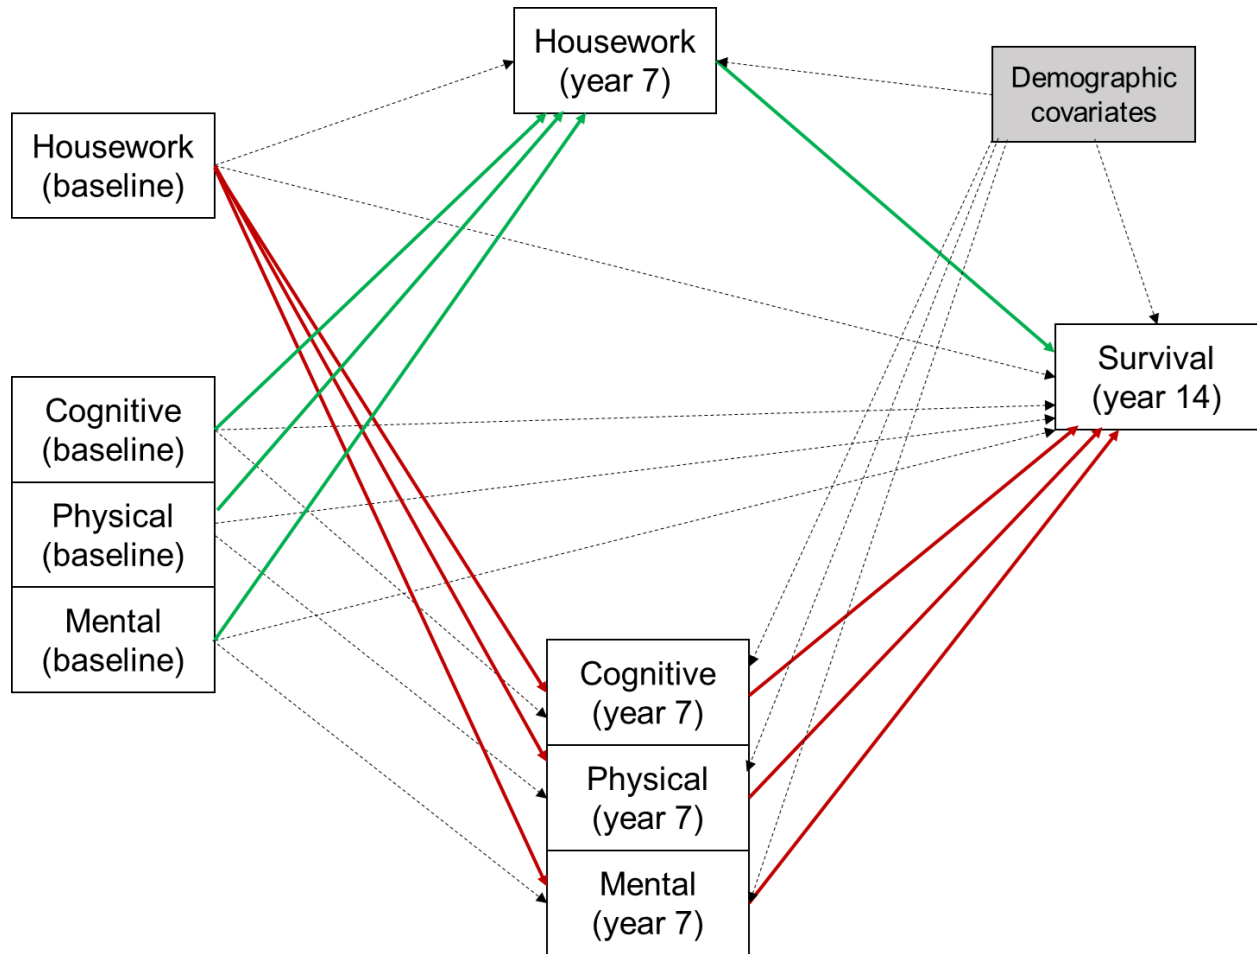 Housework
(year 7)
Demographic
covariates
Housework
(baseline)
Survival
(year 14)
Cognitive
(baseline)
Physical
(baseline)
Mental
(baseline)
Cognitive
(year 7)
Physical
(year 7)
Mental
(year 7)